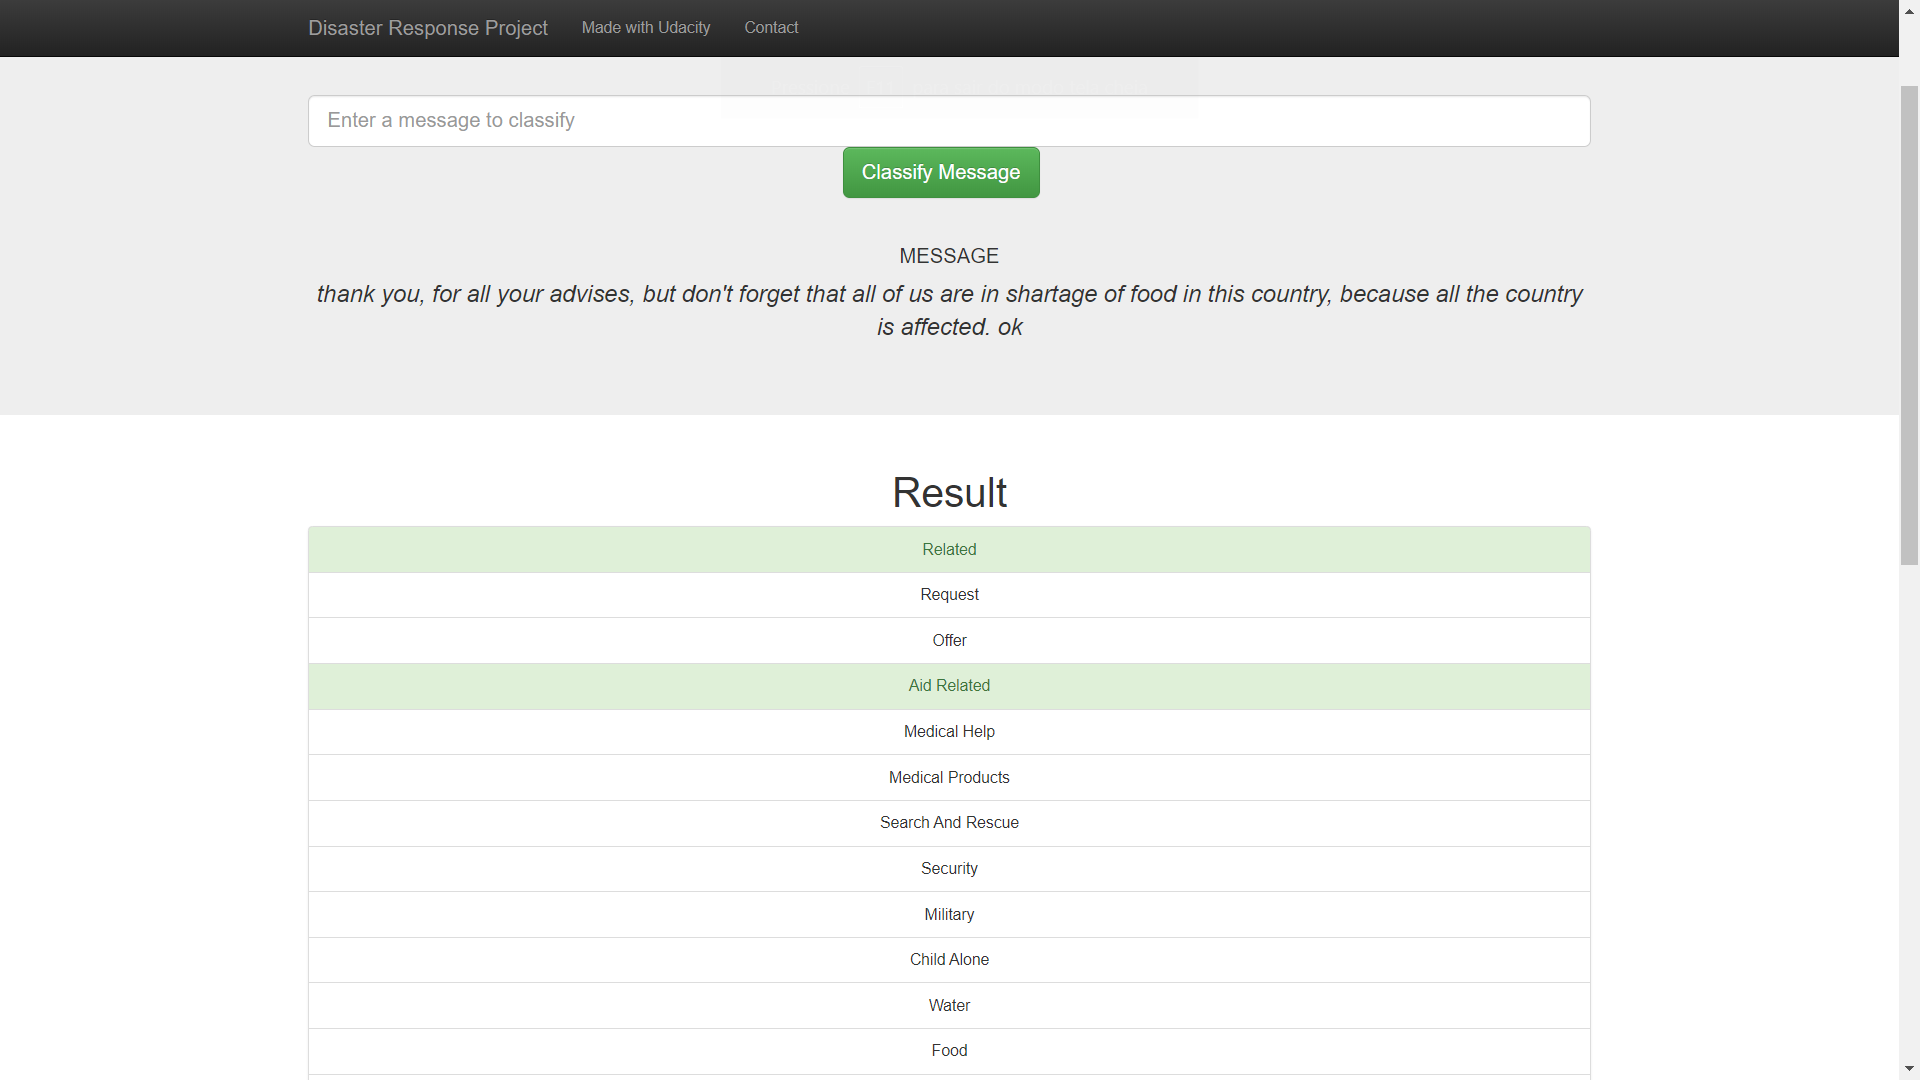 Disaster Response Project Made with Udacity Contact
Enter a message to classify
Classify Message
MESSAGE
thank you, for all your advises, but don't forget that all of us are in shartage of food in this country, because all the country
is affected. ok
Result
Related
Request
Offer
Aid Related
Medical Help
Medical Products
Search And Rescue
Security
Military
Child Alone
Water
Food